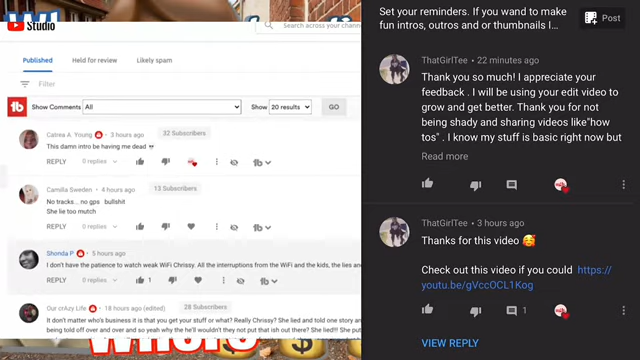 Studio
Search across your channel
Published
Held for review
Likely spam
Filter
Show Comments
All
Show
20 results
GO
Catrea A. Young • 3 hours ago
32 Subscribers
This damn intro be having me dead
REPLY
0 replies
Camilla Sweden • 4 hours ago
13 Subscribers
No tracks... no gps bullshit
She lie too mutch
REPLY
0 replies
Shonda P • 5 hours ago
I don't have the patience to watch weak WiFi Chrissy. All the interruptions from the WiFi and the kids, the lies and
REPLY
0 replies
1
Our crAzy Life • 18 hours ago (edited)
28 Subscribers
It don't matter who's business it is that you get your stuff or what? Really Chrissy? She lied and told one story an
being told off over and over and so yeah why the he'll wouldn't they not put that ish out there? She lied!! She put
Set your reminders. If you wand to make
fun intros, outros and or thumbnails I...
Post
ThatGirlTee • 22 minutes ago
Thank you so much! I appreciate your
feedback . I will be using your edit video to
grow and get better. Thank you for not
being shady and sharing videos like"how
tos" . I know my stuff is basic right now but
Read more
ThatGirlTee • 3 hours ago
Thanks for this video 🥰
Check out this video if you could https://
youtu.be/gVccOCL1Kog
1
VIEW REPLY